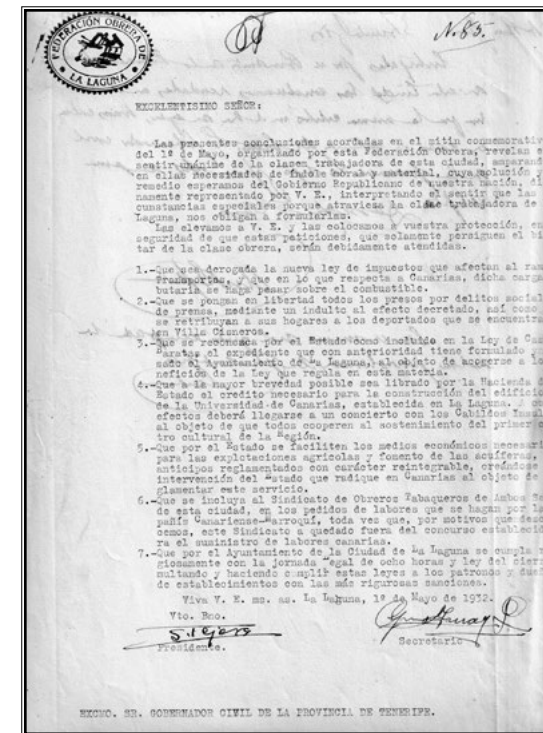 FEDERACIÓN OBRERA DE
LA LAGUNA
N.85.
EXCELENTISIMO SEÑOR:
Las presentes conclusiones acordadas en el mitin conmemorativ
del 1º de Mayo, organizado por esta Federación Obrera, revelan e
sentir unánime de la clasem trabajadora de esta ciudad, amparand
en ellas necesidades de índole moral y material, cuya solución y
remedio esperamos del Gobierno Republicano de nuestra nación, di
namente representado por V. E., interpretando el sentir que las
cunstancias especiales porque atraviesa la clase trabajadora de
Laguna, nos obligan a formularlas.
Las elevamos a V. E. y las colocamos a vuestra protección, en
seguridad de que estas peticiones, que solamente persiguen el bi
tar de la clase obrera, serán debidamente atendidas.
1.-Que sea derogada la nueva ley de impuestos que afectan al ram
Transportes, y que en lo que respecta a Canarias, dicha carga
butaria se haga pesar sobre el combustible.
2.-Que se pongan en libertad todos los presos por delitos social
de prensa, mediante un indulto al efecto decretado, así como
se retribuyan a sus hogares a los deportados que se encuentra
en Villa Cisneros.
3.-Que se reconozca por el Estado como incluido en la Ley de Cas
Baratas, el expediente que con anterioridad tiene formulado
sado el Ayuntamiento de La Laguna, al objeto de acogerse a lo
neficios de la Ley que regula en esta materia.
4.-Que a la mayor brevedad posible sea librado por la Hacienda d
Estado el credito necesario para la construcción del edifici
de la Universidad de Canarias, establecida en La Laguna. A
efectos deberá llegarse a un concierto con los Cabildos Insul
al objeto de que todos cooperen al sostenimiento del primer c
tro cultural de la Región.
5.-Que por el Estado se faciliten los medios económicos necesari
para las explotaciones agrícolas y fomento de las acuíferas,
anticipos reglamentados con carácter reintegrable, creándose
intervención del Estado que radique en Canarias al objeto de
glamentar este servicio.
6.-Que se incluya al Sindicato de Obreros Tabaqueros de Ambos Se
de esta ciudad, en los pedidos de labores que se hagan por la
pañía Canariense-Marroquí, toda vez que, por motivos que desc
cemos, este Sindicato a quedado fuera del concurso establecid
ra el suministro de labores canarias.
7.-Que por el Ayuntamiento de la Ciudad de La Laguna se cumpla r
giosamente con la jornada legal de ocho horas y ley del cierr
multando y haciendo cumplir estas leyes a los patronos y dueñ
de establecimientos con las más rigurosas sanciones.
Viva V. E. ms. as. La Laguna, 1º de Mayo de 1932.
Vto. Bno.
Presidente.
Secretario
EXCMO. SR. GOBERNADOR CIVIL DE LA PROVINCIA DE TENERIFE.